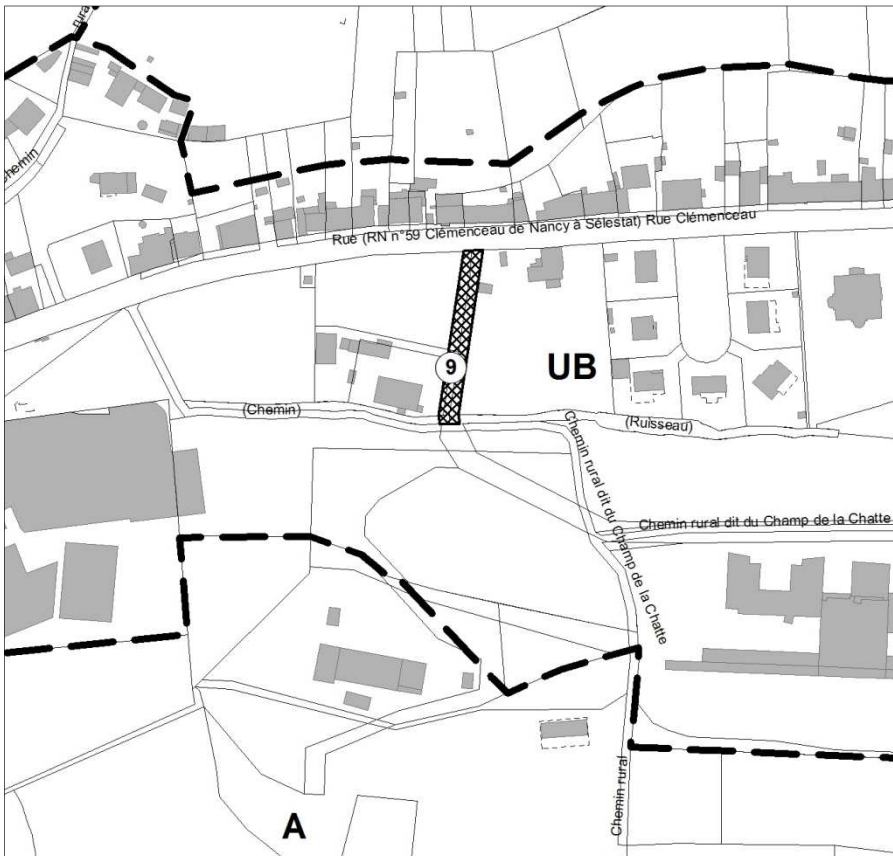 rural
Chemin
Rue (RN n°59 Clémenceau de Nancy à Sélestat) Rue Clémenceau
9
UB
(Chemin)
(Ruisseau)
Chemin rural dit du Champ de la Chatte
Chemin rural dit du Champ de la Chatte
A
Chemin rural